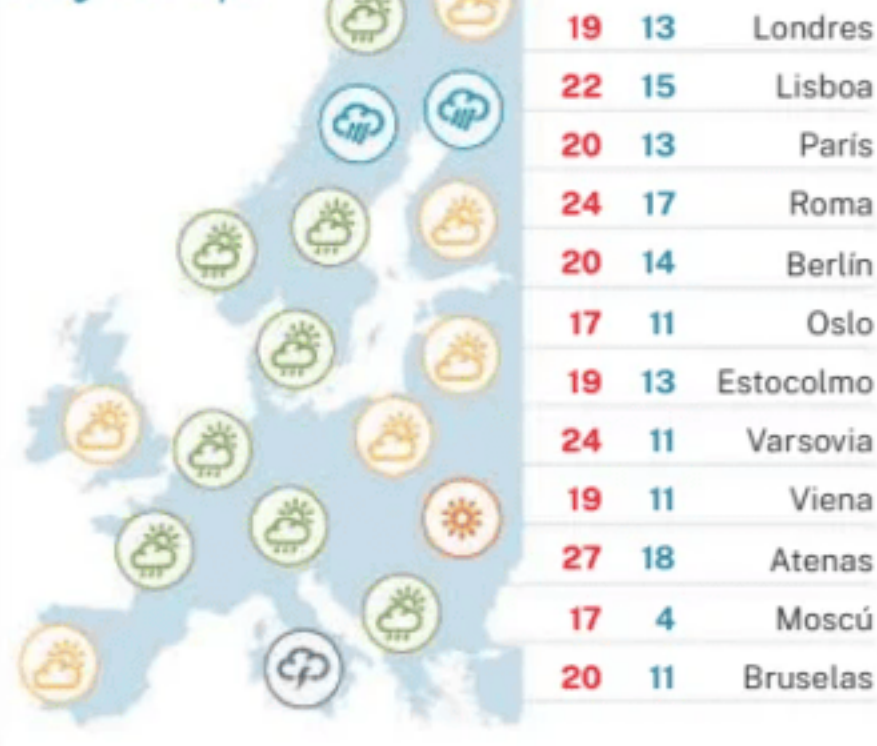 19 13 Londres
22 15 Lisboa
20 13 París
24 17 Roma
20 14 Berlín
17 11 Oslo
19 13 Estocolmo
24 11 Varsovia
19 11 Viena
27 18 Atenas
17 4 Moscú
20 11 Bruselas